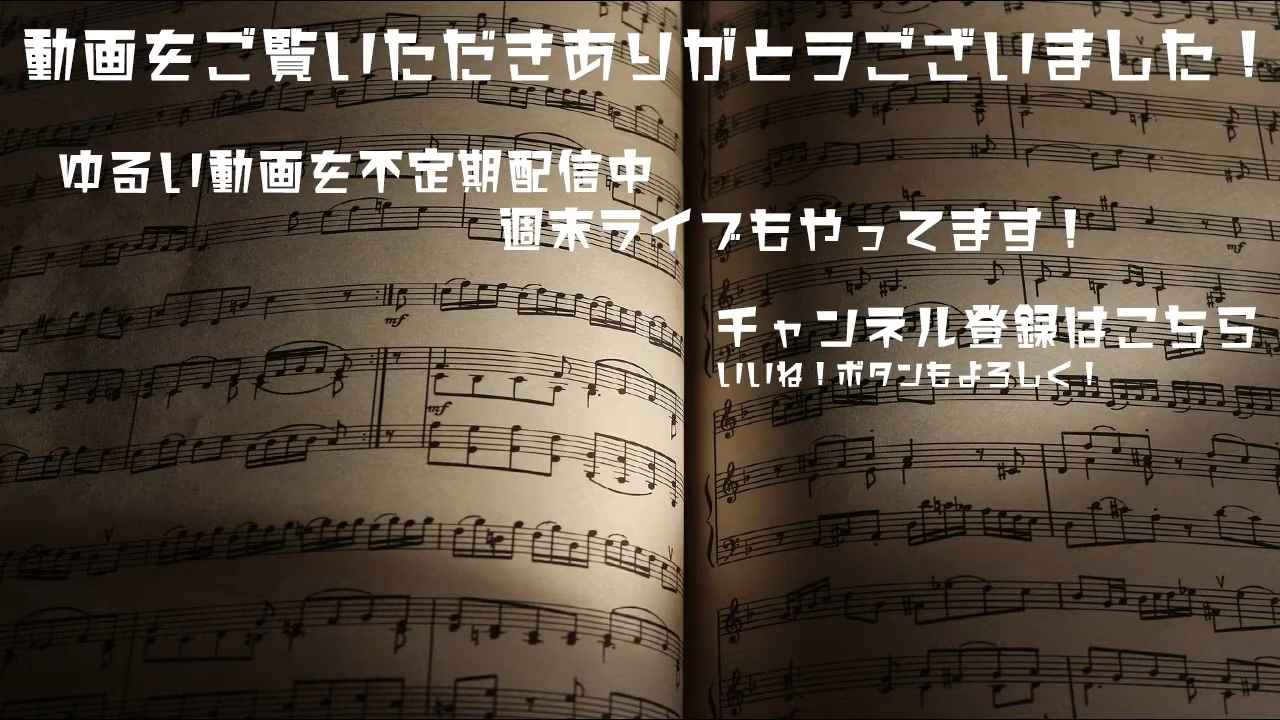 動画をご覧いただきありがとうございました！
ゆるい動画を不定期配信中
週末ライブもやってます！
チャンネル登録はこちら
いいね！ボタンもよろしく！
mf
mf
mf